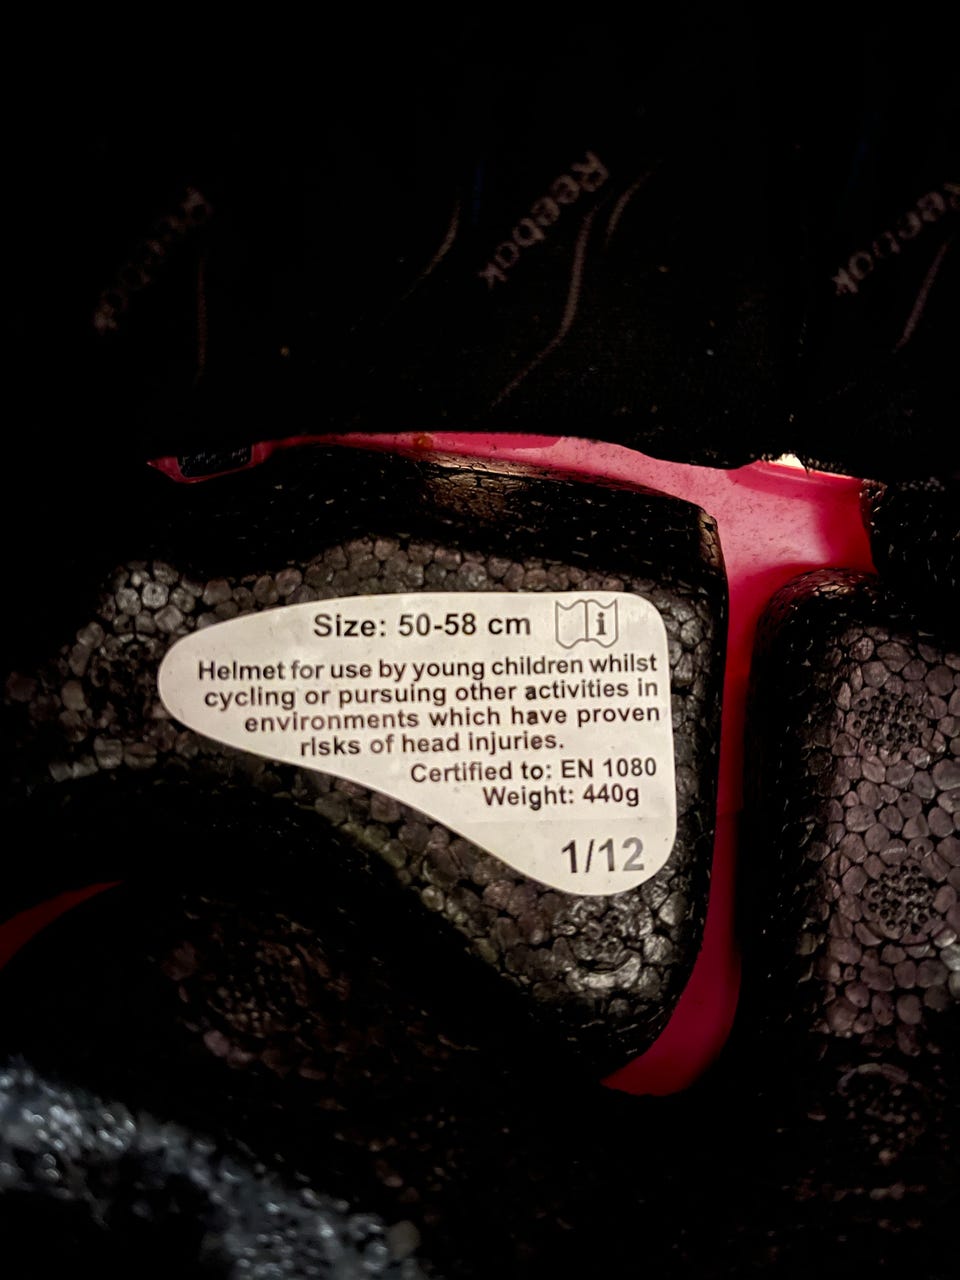 Reebok
Reebok
Reebok
Size: 50-58 cm
Helmet for use by young children whilst
cycling or pursuing other activities in
environments which have proven
risks of head injuries.
Certified to: EN 1080
Weight: 440g
1/12